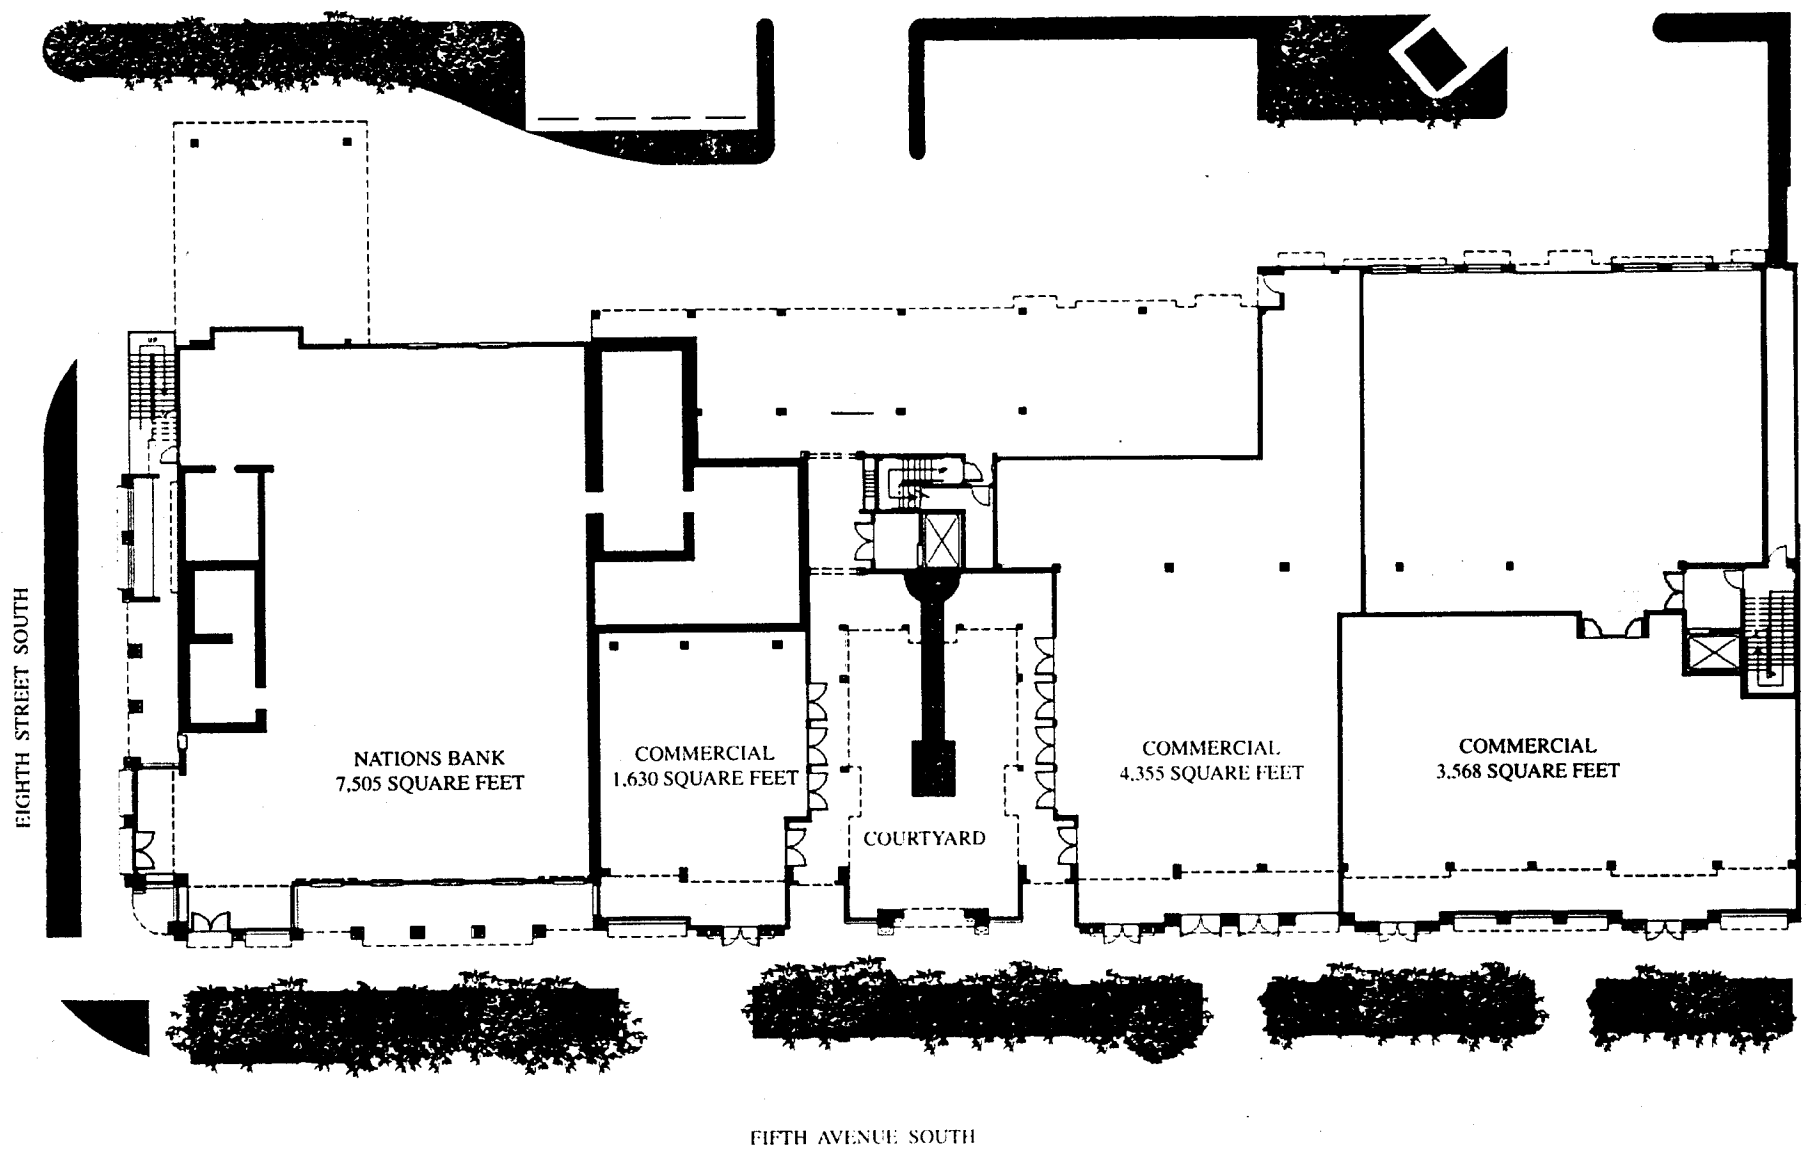 UP
NATIONS BANK
7,505 SQUARE FEET
COMMERCIAL
1,630 SQUARE FEET
COMMERCIAL
4,355 SQUARE FEET
COMMERCIAL
3,568 SQUARE FEET
COURTYARD
EIGHTH STREET SOUTH
FIFTH AVENUE SOUTH